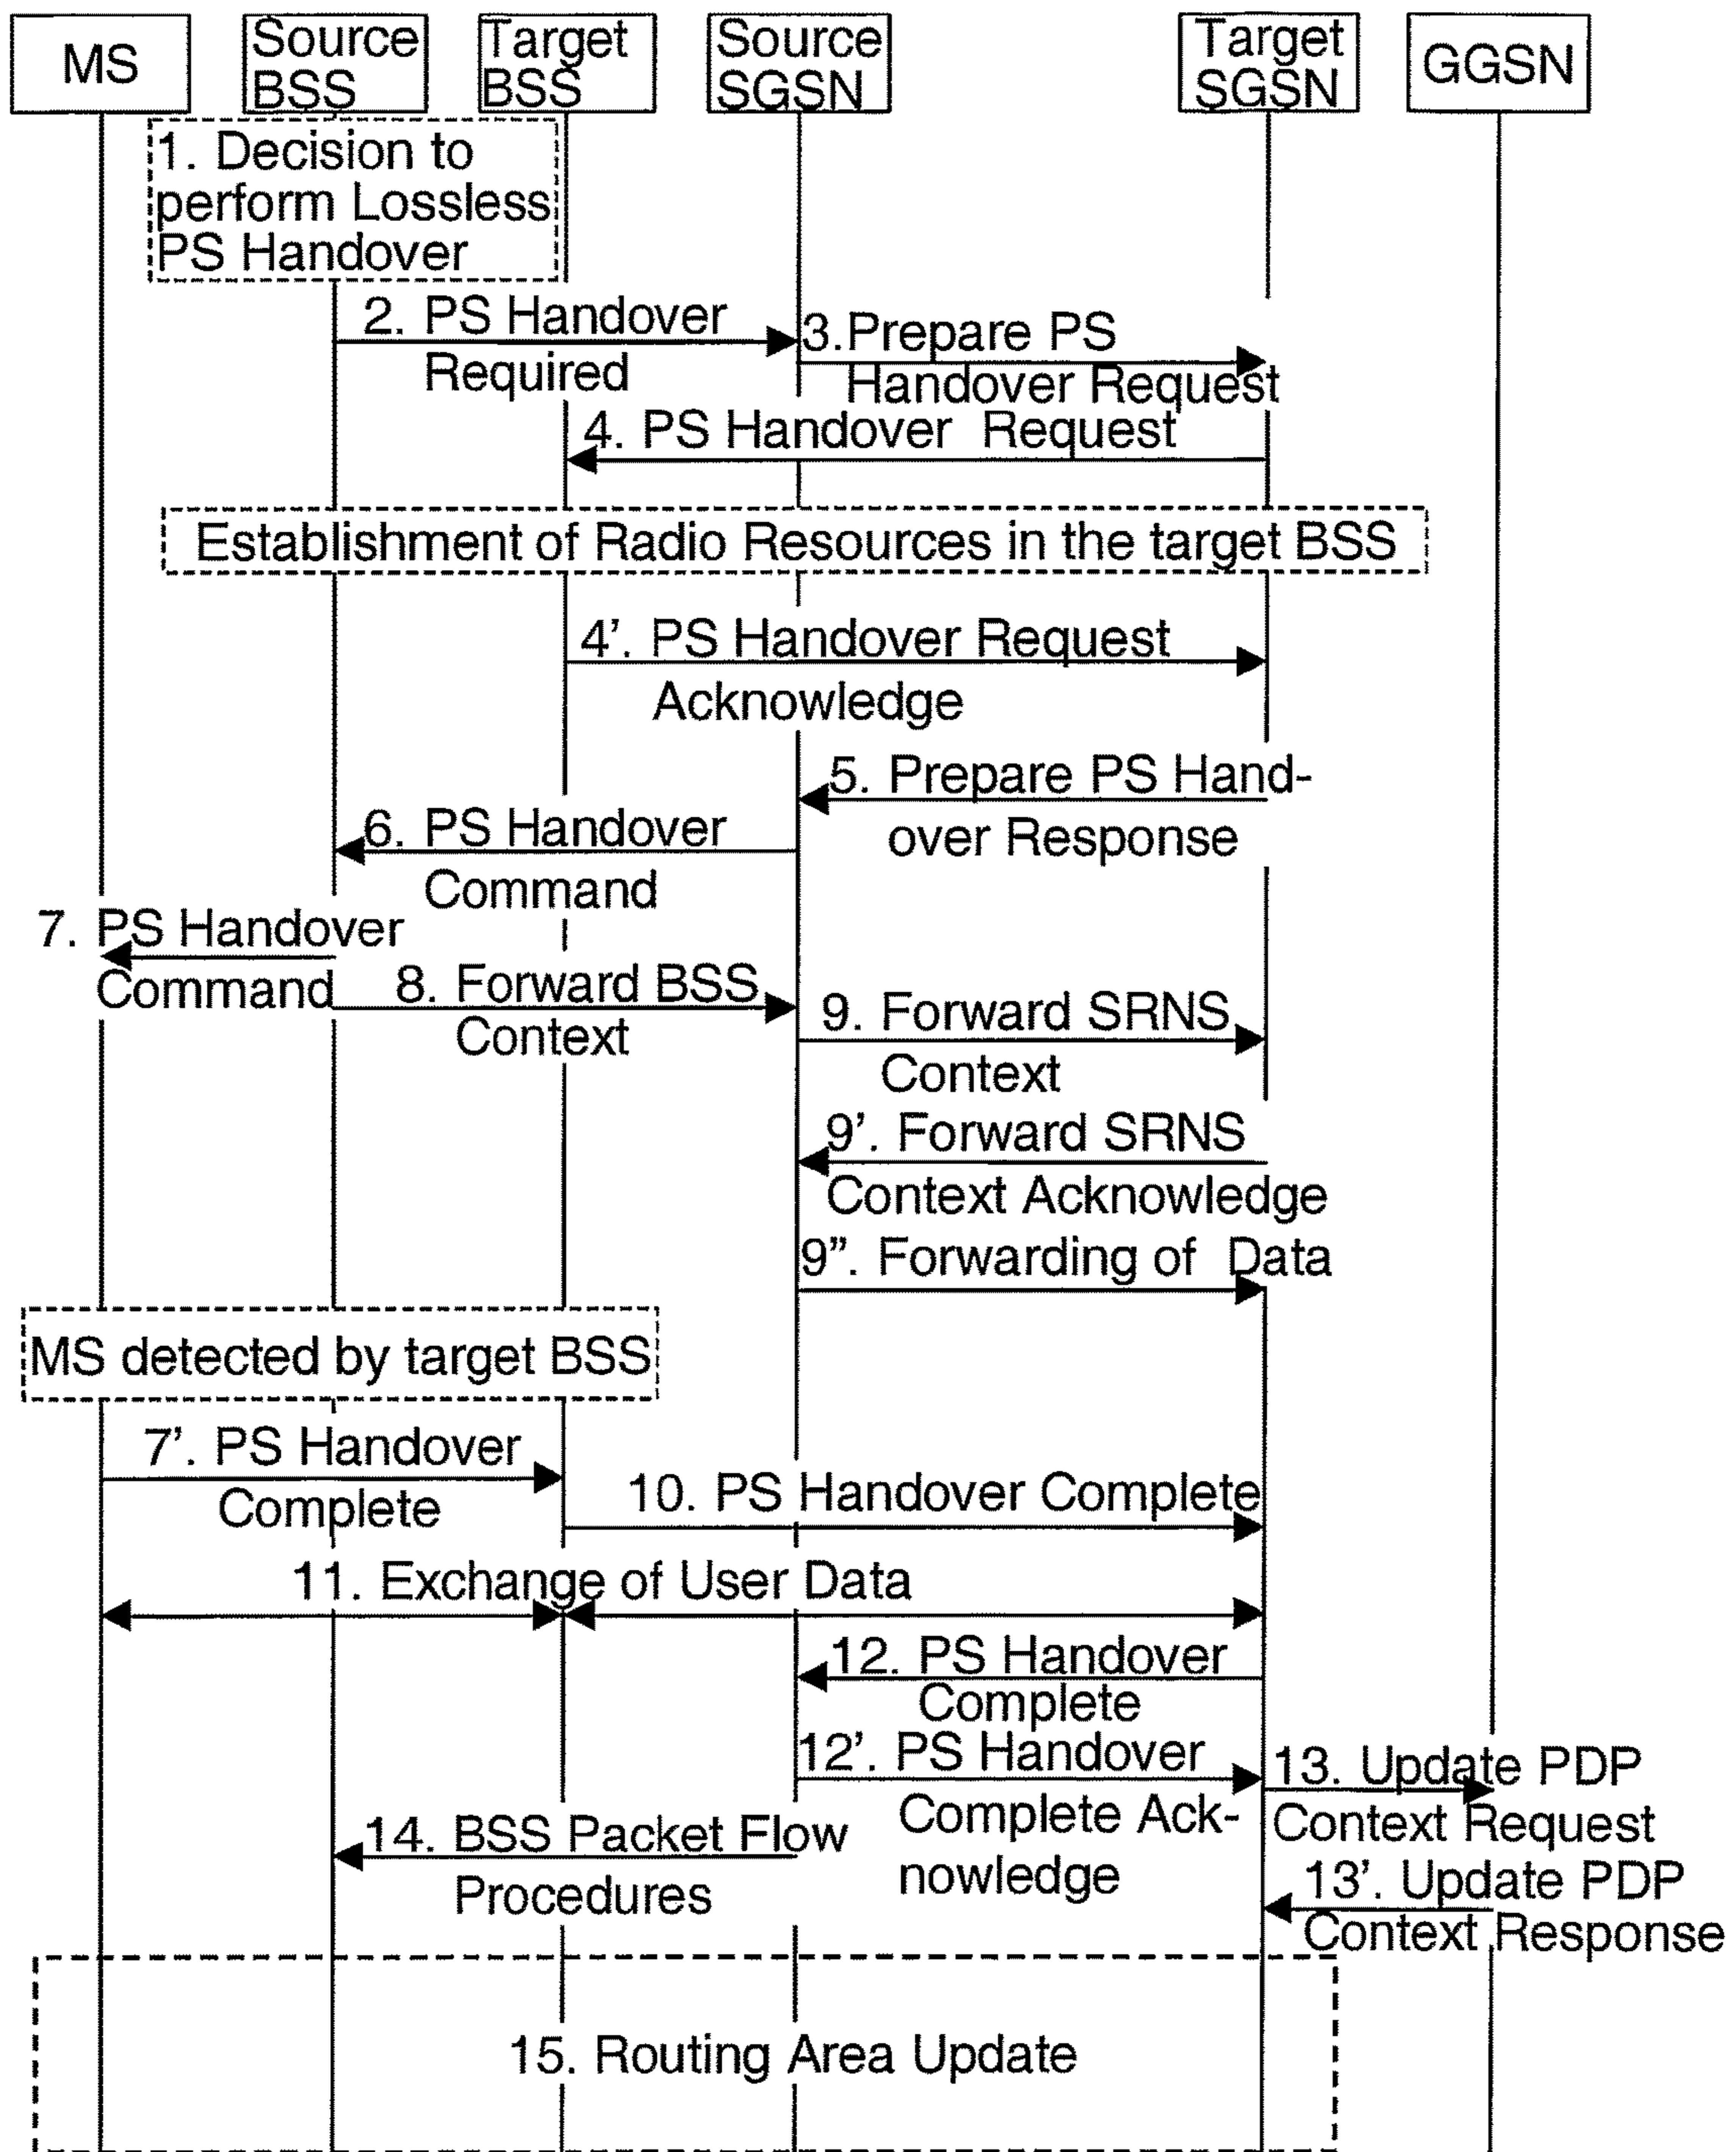 MS
Source
BSS
Target
BSS
Source
SGSN
Target
SGSN
GGSN
1. Decision to
perform Lossless
PS Handover
2. PS Handover
Required
3.Prepare PS
Handover Request
4. PS Handover Request
Establishment of Radio Resources in the target BSS
4’. PS Handover Request
Acknowledge
5. Prepare PS Hand-
over Response
6. PS Handover
Command
7. PS Handover
Command
8. Forward BSS
Context
9. Forward SRNS
Context
9’. Forward SRNS
Context Acknowledge
9”. Forwarding of Data
MS detected by target BSS
7’. PS Handover
Complete
10. PS Handover Complete
11. Exchange of User Data
12. PS Handover
Complete
12’. PS Handover
Complete Ack-
nowledge
13. Update PDP
Context Request
14. BSS Packet Flow
Procedures
13’. Update PDP
Context Response
15. Routing Area Update